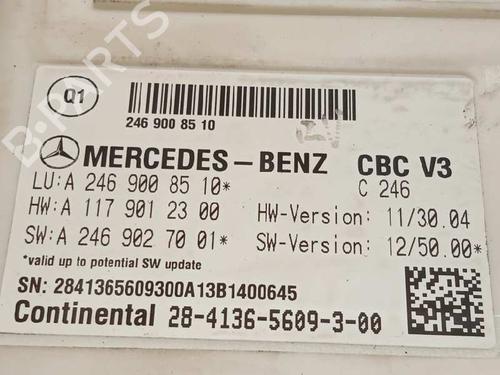 Q1
246 900 85 10
MERCEDES-BENZ CBC V3
LU: A 246 900 85 10* C 246
HW: A 117 901 23 00 HW-Version: 11/30.04
SW: A 246 902 70 01* SW-Version: 12/50.00*
*valid up to potential SW update
SN: 2841365609300A13B1400645
Continental 28-4136-5609-3-00
B-PARTS